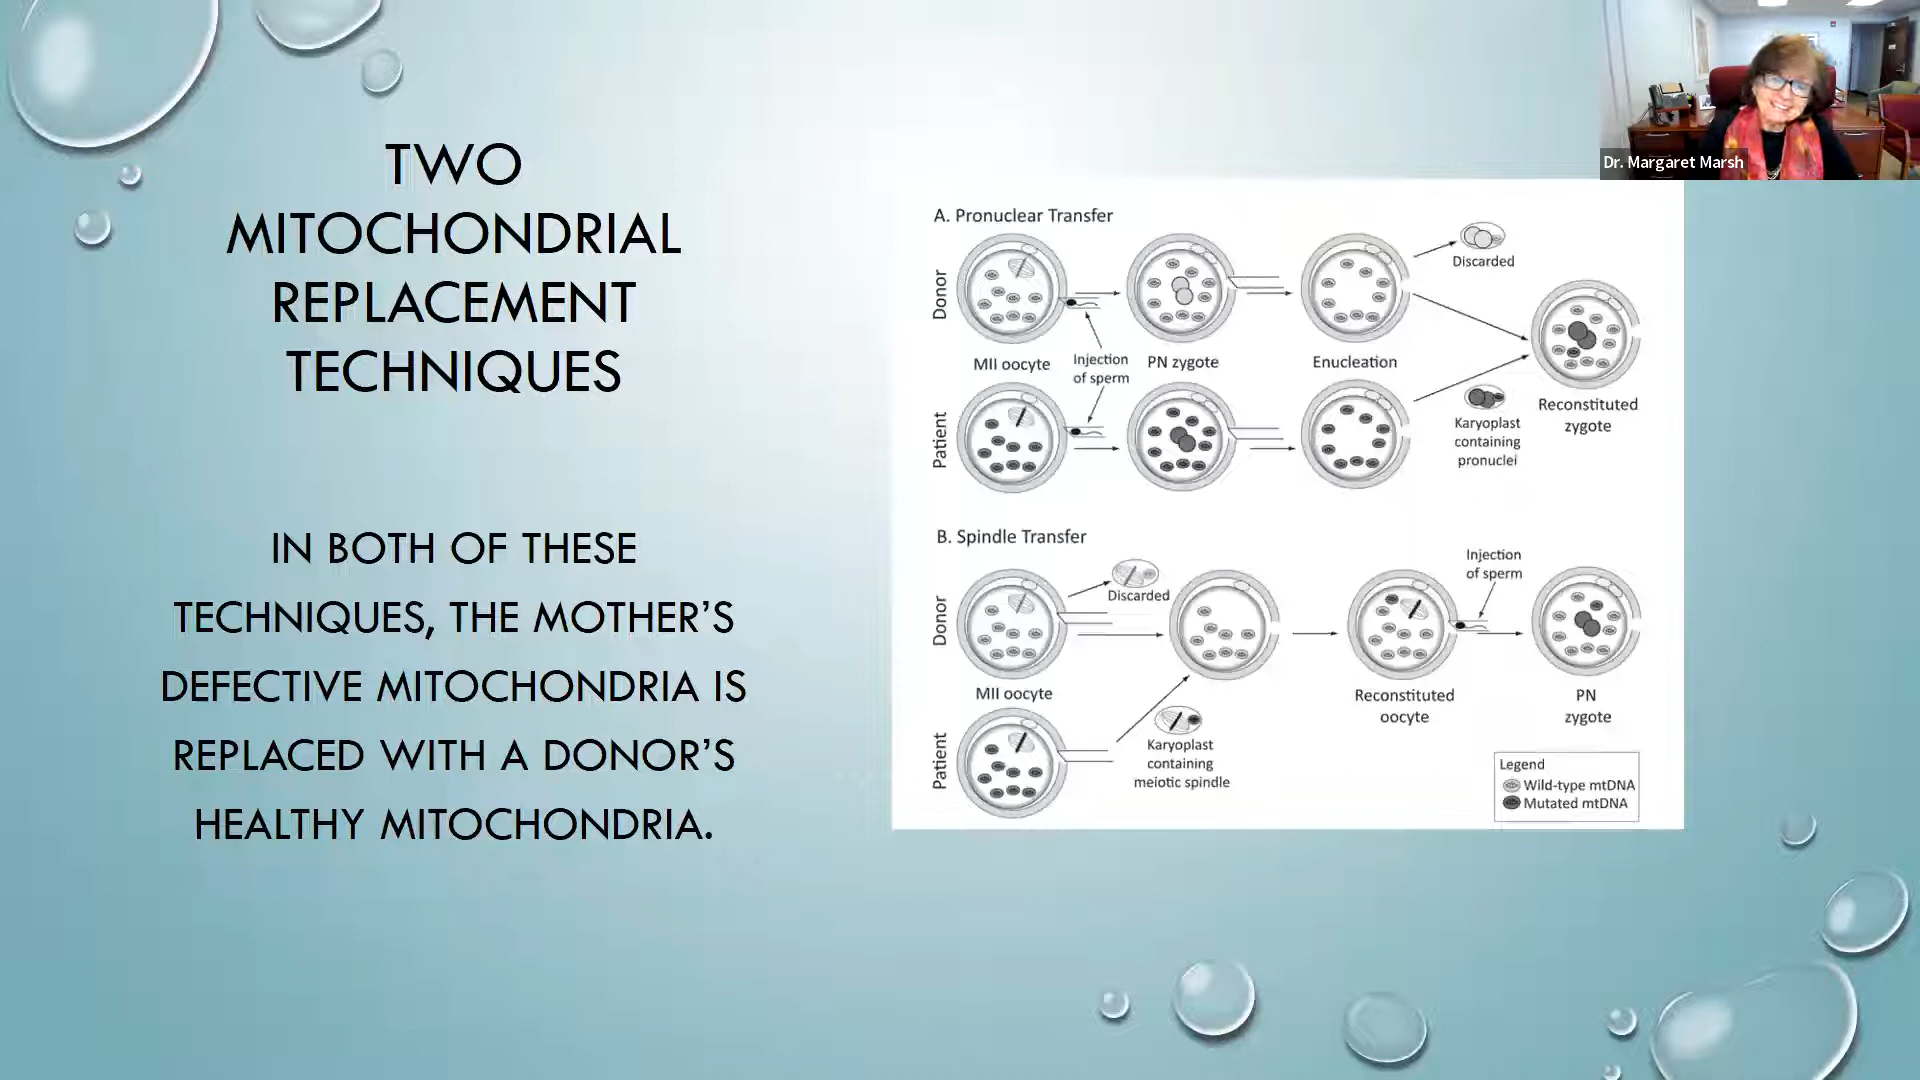 TWO
MITOCHONDRIAL
REPLACEMENT
TECHNIQUES
IN BOTH OF THESE
TECHNIQUES, THE MOTHER’S
DEFECTIVE MITOCHONDRIA IS
REPLACED WITH A DONOR’S
HEALTHY MITOCHONDRIA.
Dr. Margaret Marsh
A. Pronuclear Transfer
Donor
Discarded
MII oocyte
Injection
of sperm
PN zygote
Enucleation
Reconstituted
zygote
Patient
Karyoplast
containing
pronuclei
B. Spindle Transfer
Donor
Discarded
Injection
of sperm
MII oocyte
Reconstituted
oocyte
PN
zygote
Patient
Karyoplast
containing
meiotic spindle
Legend
Wild-type mtDNA
Mutated mtDNA